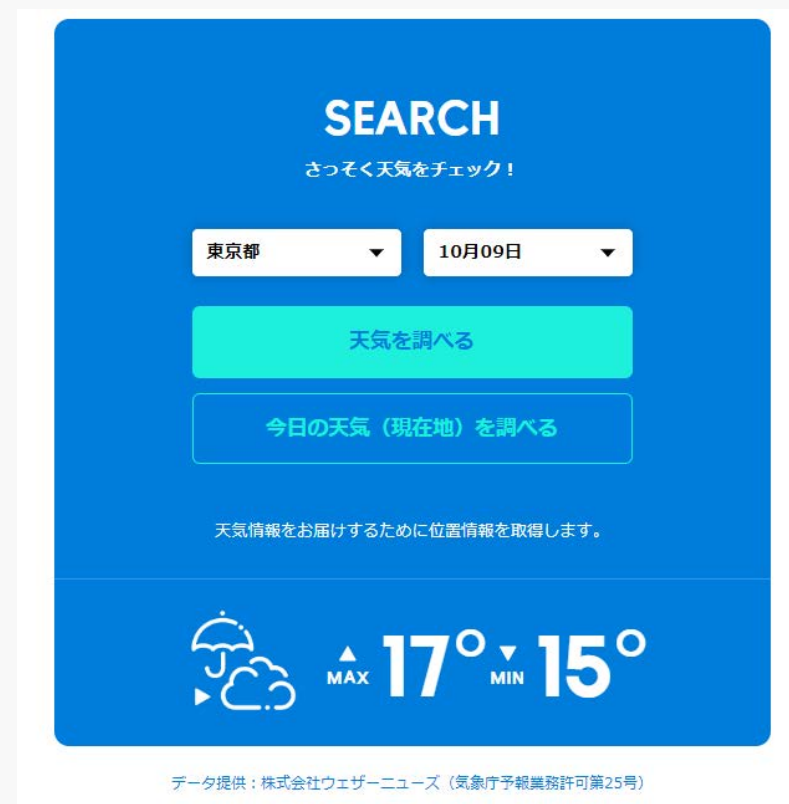 SEARCH
さっそく天気をチェック！
東京都 10月09日
天気を調べる
今日の天気（現在地）を調べる
天気情報をお届けするために位置情報を取得します。
MAX 17° MIN 15°
データ提供：株式会社ウェザーニューズ（気象庁予報業務許可第25号）